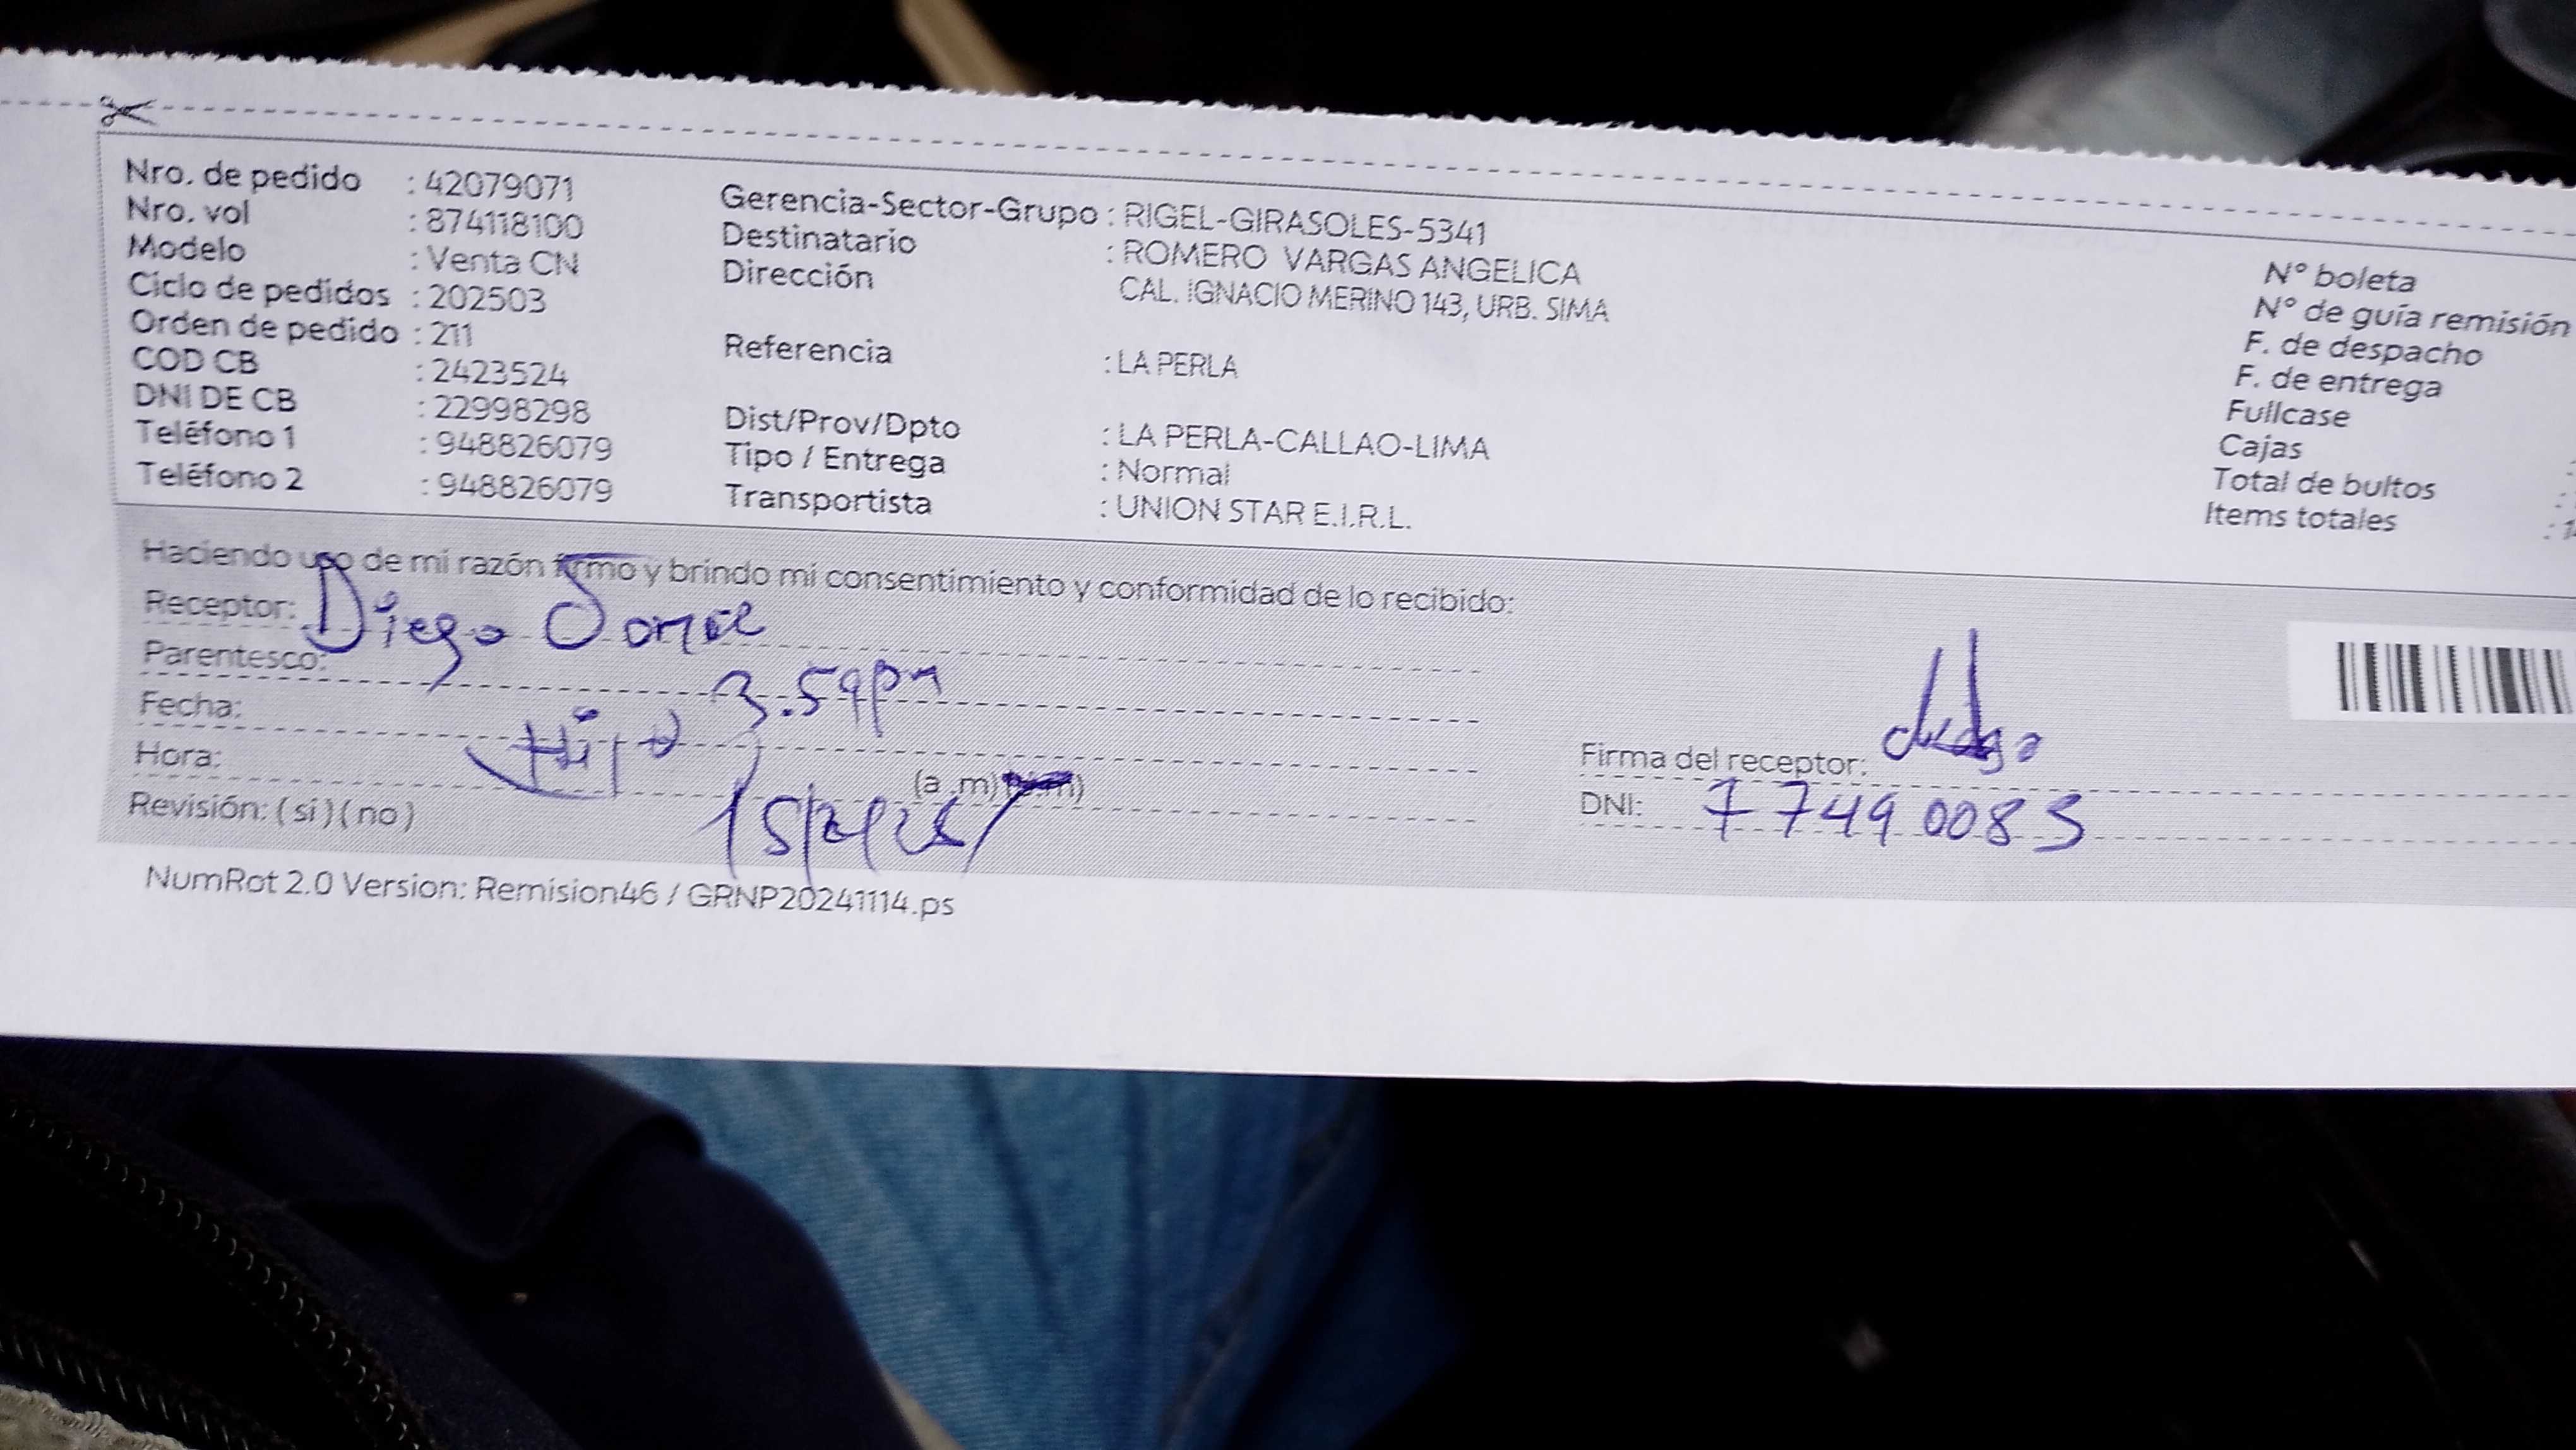 Nro. de pedido : 42079071
Nro. vol : 874118100
Modelo : Venta CN
Ciclo de pedidos : 202503
Orden de pedido : 211
COD CB : 2423524
DNI DE CB : 22998298
Teléfono 1 : 948826079
Teléfono 2 : 948826079
Gerencia-Sector-Grupo : RIGEL-GIRASOLES-5341
Destinatario : ROMERO VARGAS ANGELICA
Dirección CAL. IGNACIO MERINO 143, URB. SIMA
Referencia : LA PERLA
Dist/Prov/Dpto : LA PERLA-CALLAO-LIMA
Tipo / Entrega : Normal
Transportista : UNION STAR E.I.R.L.
N° boleta
N° de guía remisión
F. de despacho
F. de entrega
Fullcase
Cajas
Total de bultos
Items totales
Haciendo uso de mi razón firmo y brindo mi consentimiento y conformidad de lo recibido:
Receptor: Diego
Parentesco:
3.59pm
Fecha:
Hijo
Hora: (a .m)
Revisión: ( sí ) ( no )
Firma del receptor:
DNI: 77490083
NumRot 2.0 Version: Remision46 / GRNP20241114.ps